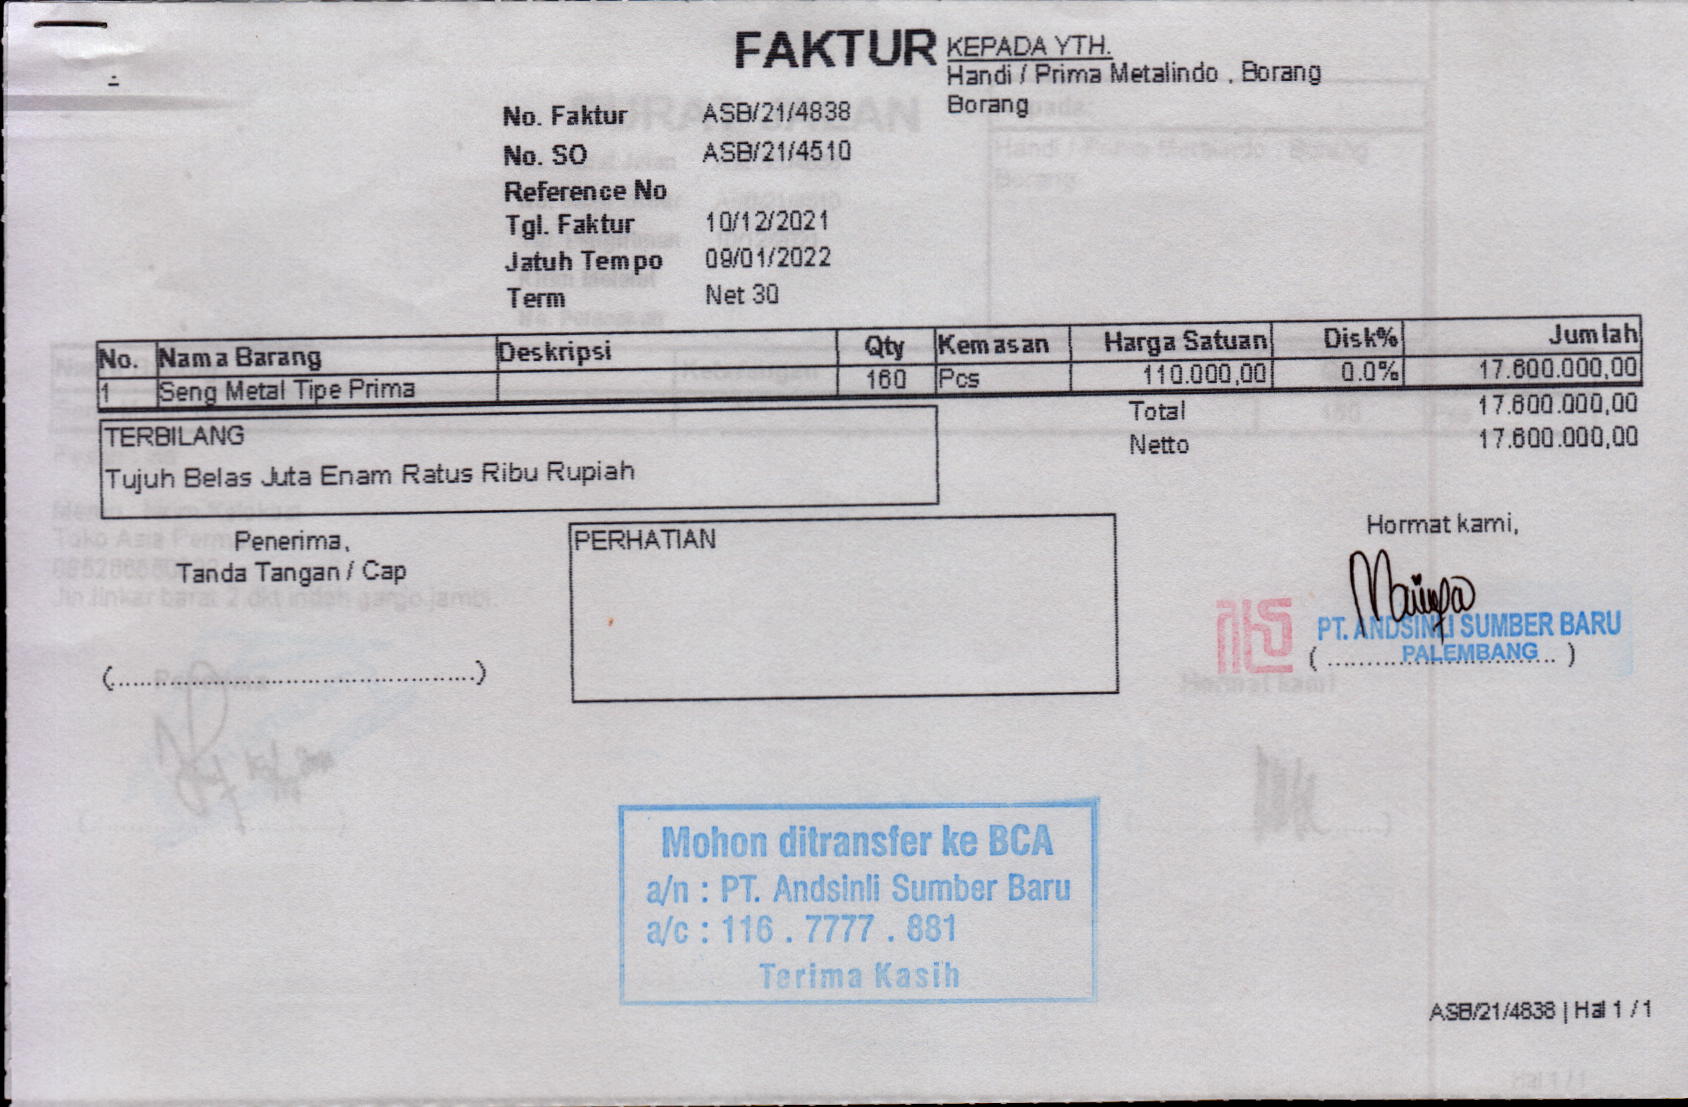 FAKTUR
KEPADA YTH.
Handi / Prima Metalindo . Borang
Borang
No. Faktur ASB/21/4838
No. SO ASB/21/4510
Reference No
Tgl. Faktur 10/12/2021
Jatuh Tempo 09/01/2022
Term Net 30
No. Nama Barang Deskripsi Qty Kemasan Harga Satuan Disk% Jumlah
1 Seng Metal Tipe Prima 160 Pcs 110.000,00 0.0% 17.600.000,00
Total 17.600.000,00
Netto 17.600.000,00
TERBILANG
Tujuh Belas Juta Enam Ratus Ribu Rupiah
Penerima,
Tanda Tangan / Cap
(....................................................)
PERHATIAN
Hormat kami,
PT. ANDSINLI SUMBER BARU
PALEMBANG
(...................................)
Mohon ditransfer ke BCA
a/n : PT. Andsinli Sumber Baru
a/c : 116 . 7777 . 881
Terima Kasih
ASB/21/4838 | Hal 1 / 1